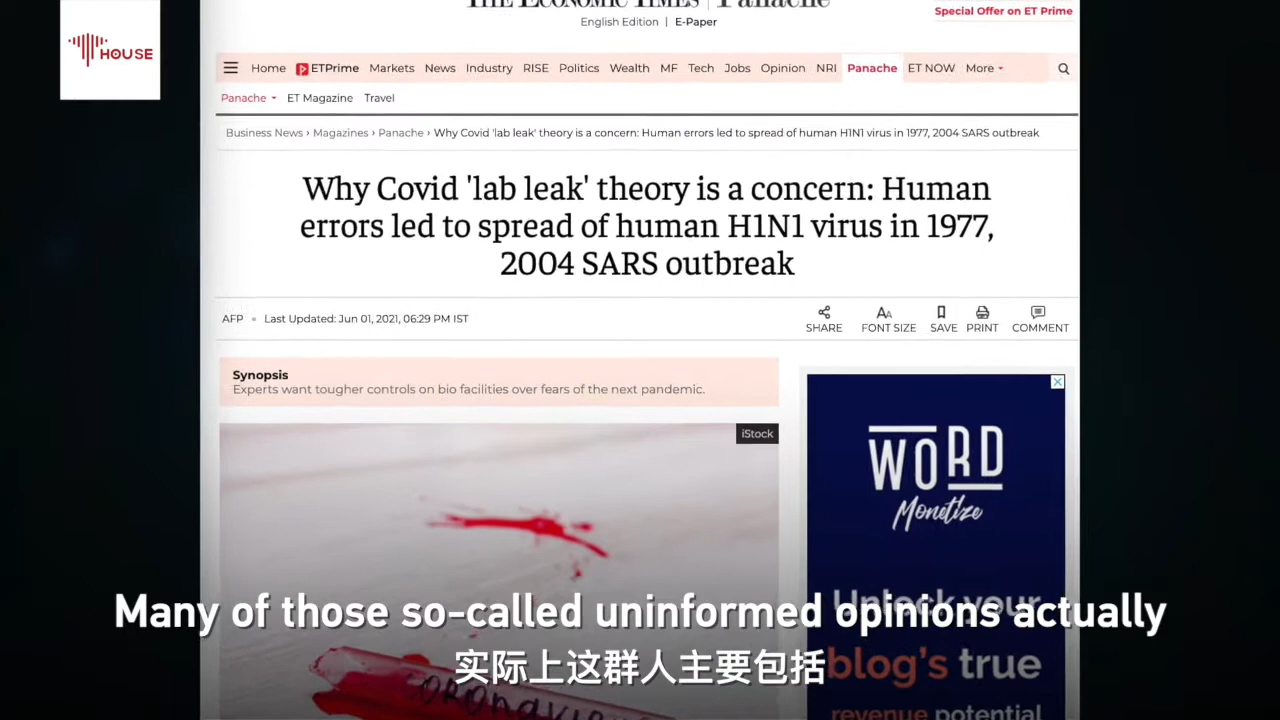 THE ECONOMIC TIMES | Panache
English Edition | E-Paper
Special Offer on ET Prime
HOUSE
Home ETPrime Markets News Industry RISE Politics Wealth MF Tech Jobs Opinion NRI Panache ET NOW More
Panache ET Magazine Travel
Business News › Magazines › Panache › Why Covid 'lab leak' theory is a concern: Human errors led to spread of human H1N1 virus in 1977, 2004 SARS outbreak
Why Covid 'lab leak' theory is a concern: Human
errors led to spread of human H1N1 virus in 1977,
2004 SARS outbreak
AFP • Last Updated: Jun 01, 2021, 06:29 PM IST
SHARE FONT SIZE SAVE PRINT COMMENT
Synopsis
Experts want tougher controls on bio facilities over fears of the next pandemic.
iStock
WORD
Monetize
Unlock your
blog's true
revenue potential
coronavirus
Many of those so-called uninformed opinions actually
实际上这群人主要包括